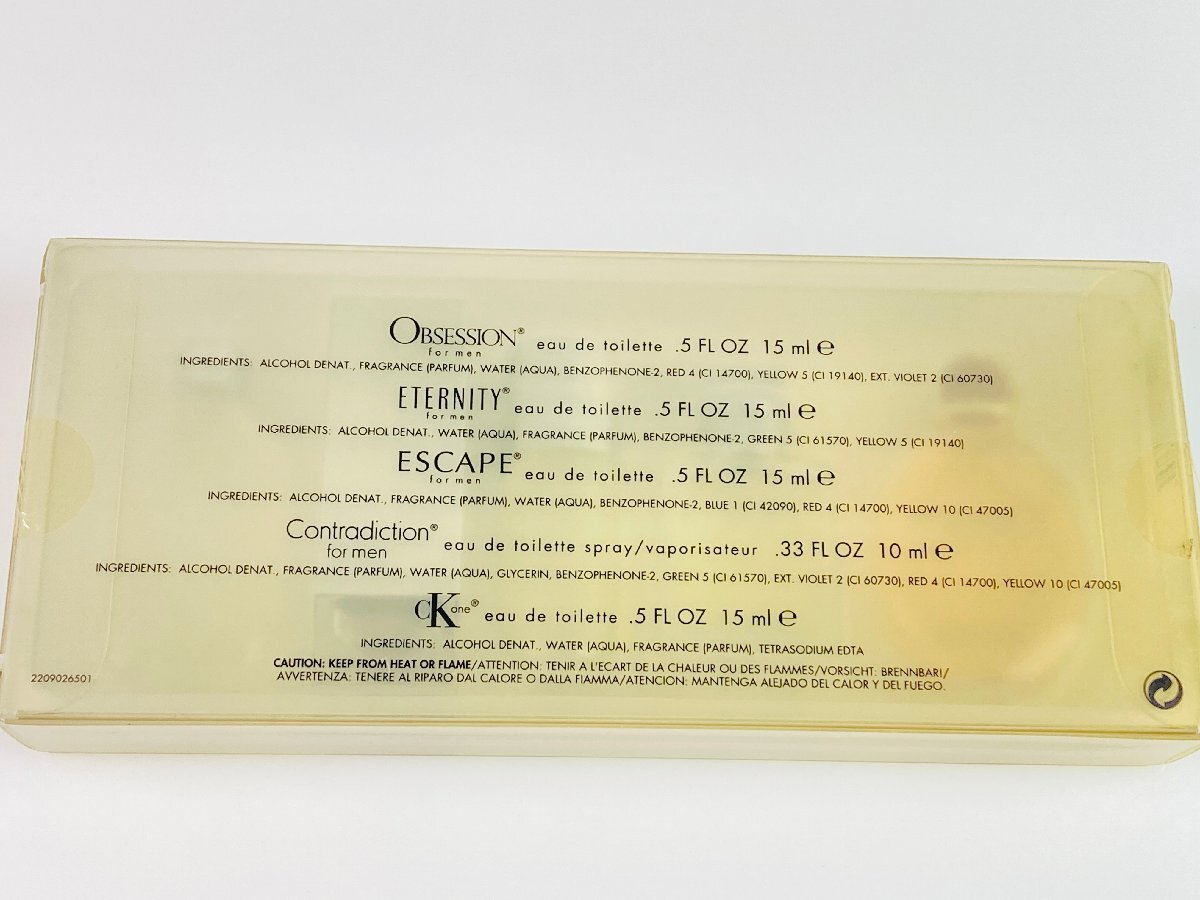 OBSESSION® eau de toilette .5 FL OZ 15 ml ℮
for men
INGREDIENTS: ALCOHOL DENAT., FRAGRANCE (PARFUM), WATER (AQUA), BENZOPHENONE-2, RED 4 (CI 14700), YELLOW 5 (CI 19140), EXT. VIOLET 2 (CI 60730)
ETERNITY® eau de toilette .5 FL OZ 15 ml ℮
for men
INGREDIENTS: ALCOHOL DENAT., WATER (AQUA), FRAGRANCE (PARFUM), BENZOPHENONE-2, GREEN 5 (CI 61570), YELLOW 5 (CI 19140)
ESCAPE® eau de toilette .5 FL OZ 15 ml ℮
for men
INGREDIENTS: ALCOHOL DENAT., FRAGRANCE (PARFUM), WATER (AQUA), BENZOPHENONE-2, BLUE 1 (CI 42090), RED 4 (CI 14700), YELLOW 10 (CI 47005)
Contradiction® eau de toilette spray/vaporisateur .33 FL OZ 10 ml ℮
for men
INGREDIENTS: ALCOHOL DENAT., FRAGRANCE (PARFUM), WATER (AQUA), GLYCERIN, BENZOPHENONE-2, GREEN 5 (CI 61570), EXT. VIOLET 2 (CI 60730), RED 4 (CI 14700), YELLOW 10 (CI 47005)
cK one® eau de toilette .5 FL OZ 15 ml ℮
INGREDIENTS: ALCOHOL DENAT., WATER (AQUA), FRAGRANCE (PARFUM), TETRASODIUM EDTA
CAUTION: KEEP FROM HEAT OR FLAME/ATTENTION: TENIR A L'ECART DE LA CHALEUR OU DES FLAMMES/VORSICHT: BRENNBARI/
AVVERTENZA: TENERE AL RIPARO DAL CALORE O DALLA FIAMMA/ATENCION: MANTENGA ALEJADO DEL CALOR Y DEL FUEGO.
2209026501